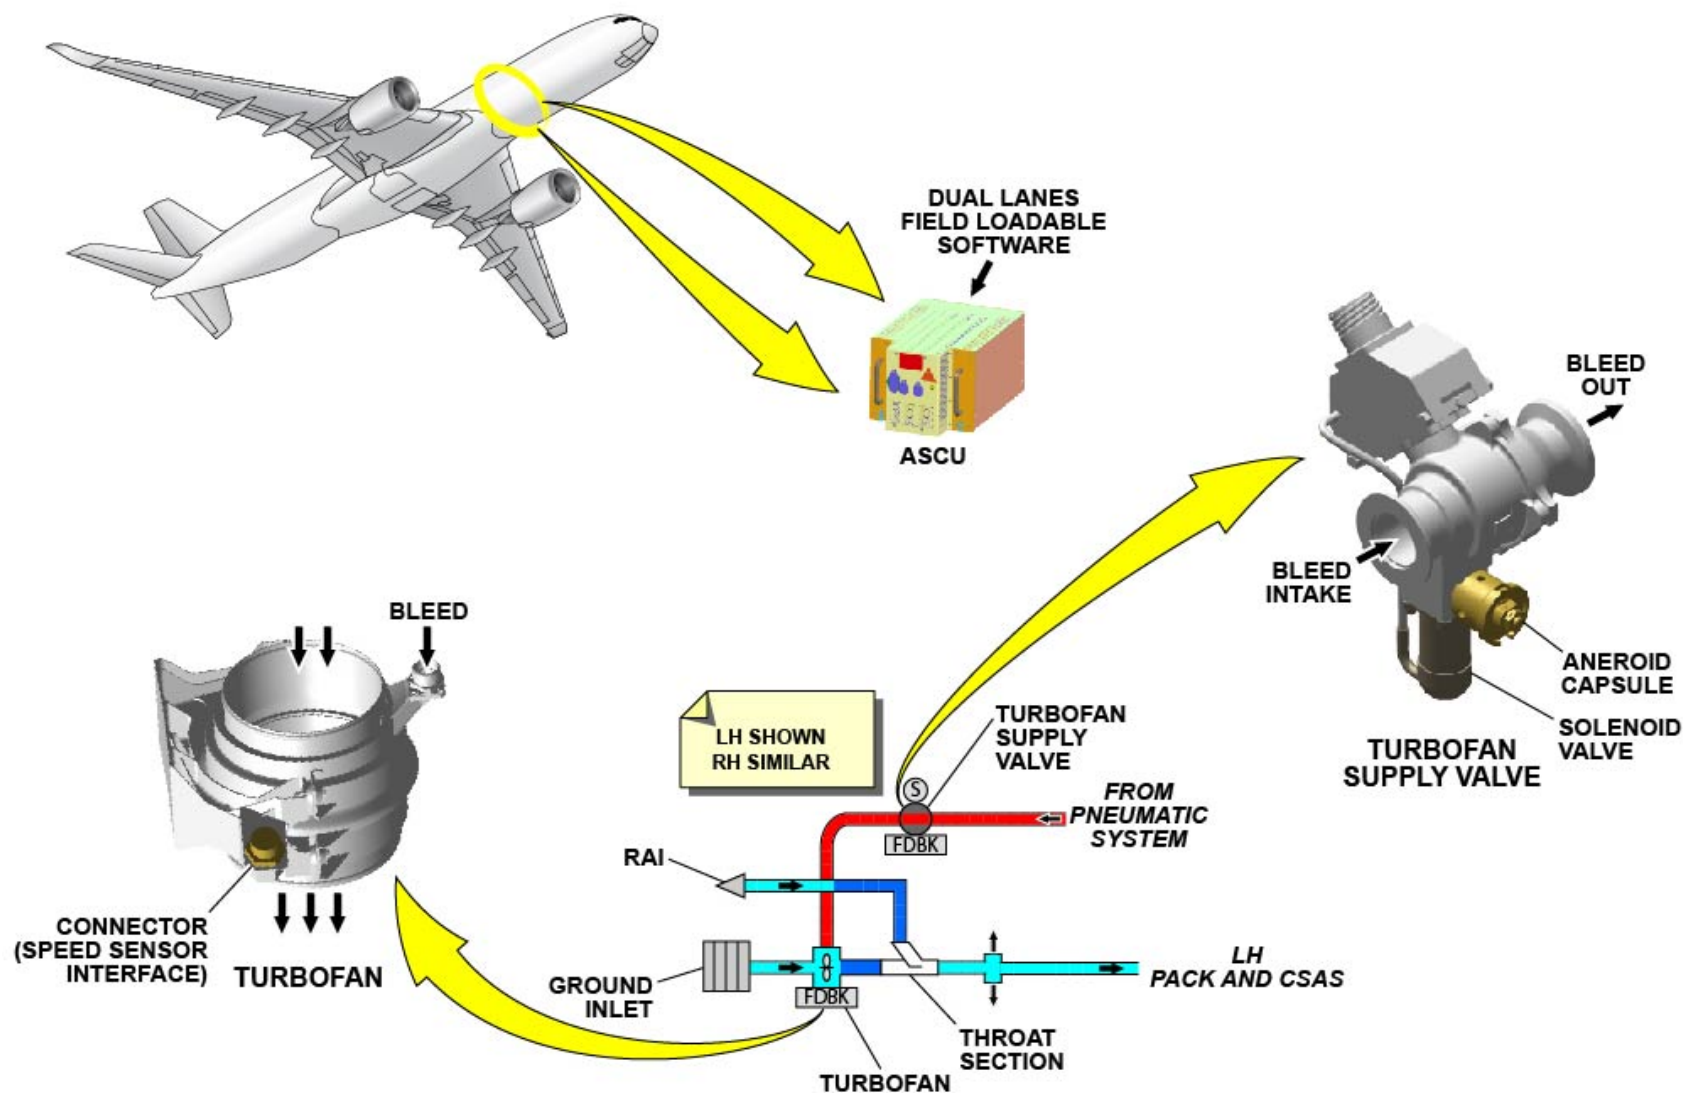 DUAL LANES
FIELD LOADABLE
SOFTWARE
ASCU
BLEED
OUT
BLEED
INTAKE
ANEROID
CAPSULE
SOLENOID
VALVE
TURBOFAN
SUPPLY VALVE
BLEED
CONNECTOR
(SPEED SENSOR
INTERFACE)
TURBOFAN
LH SHOWN
RH SIMILAR
TURBOFAN
SUPPLY
VALVE
S
FDBK
FROM
PNEUMATIC
SYSTEM
RAI
GROUND
INLET
FDBK
LH
PACK AND CSAS
THROAT
SECTION
TURBOFAN